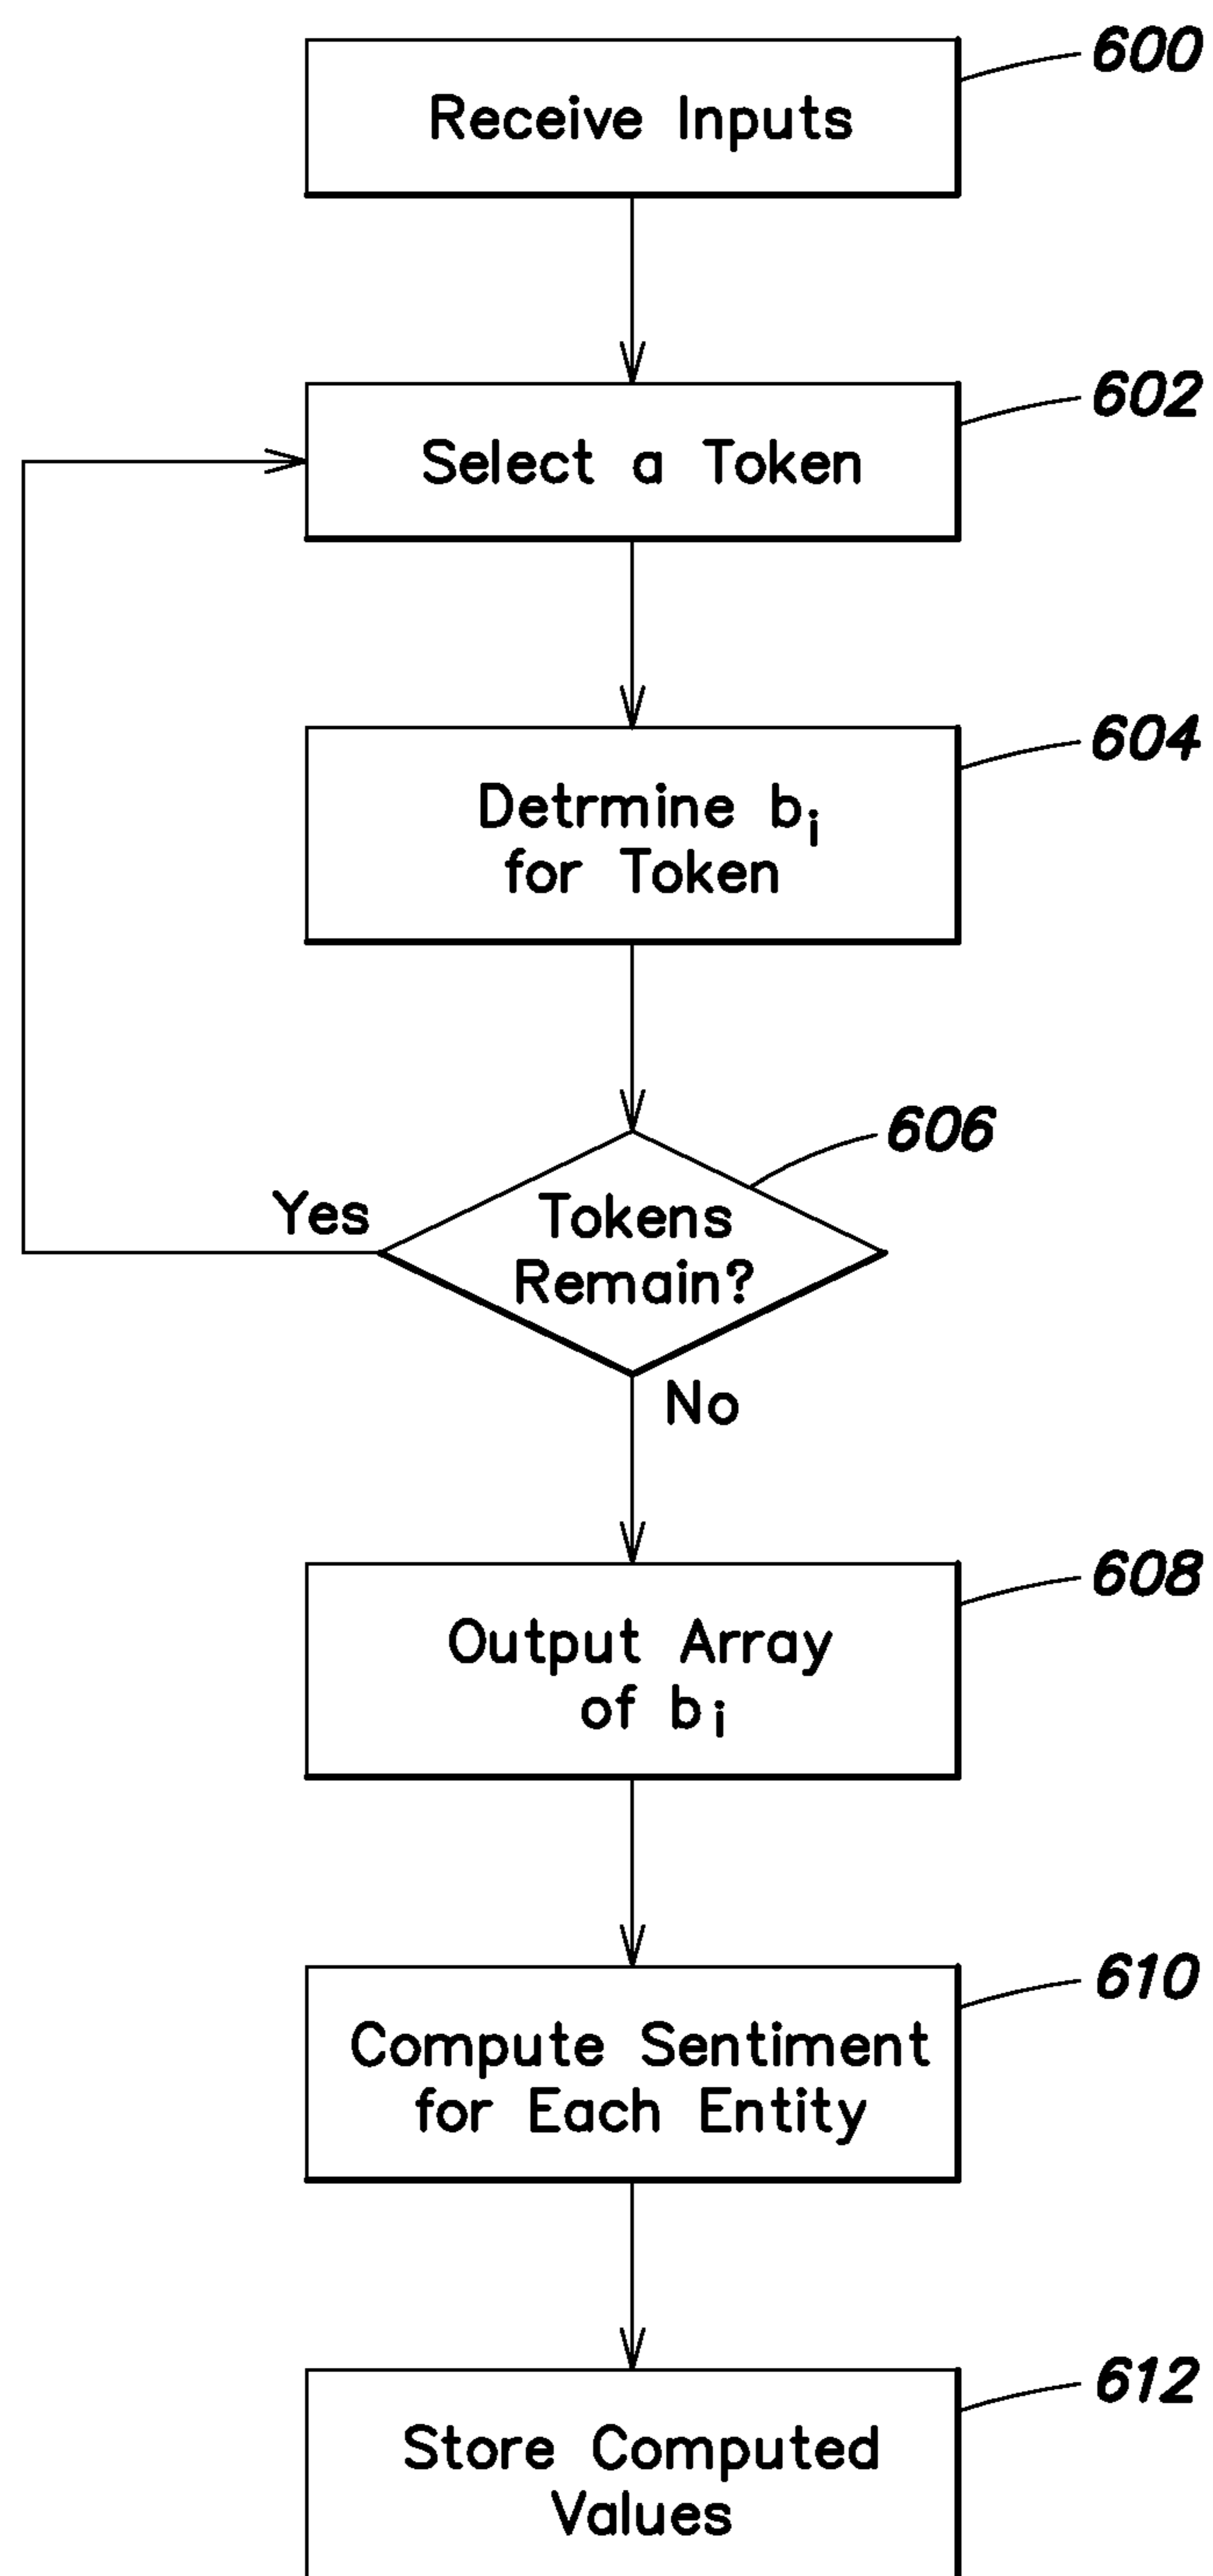 600
Receive Inputs
602
Select a Token
604
Detrmine bi
for Token
606
Yes
Tokens
Remain?
No
608
Output Array
of bi
610
Compute Sentiment
for Each Entity
612
Store Computed
Values